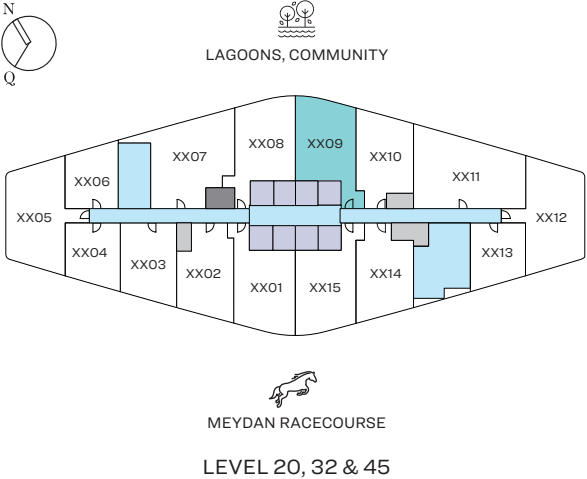 N
Q
LAGOONS, COMMUNITY
XX08
XX09
XX07
XX10
XX06
XX11
XX05
XX12
XX04
XX03
XX02
XX01
XX15
XX14
XX13
MEYDAN RACECOURSE
LEVEL 20, 32 & 45